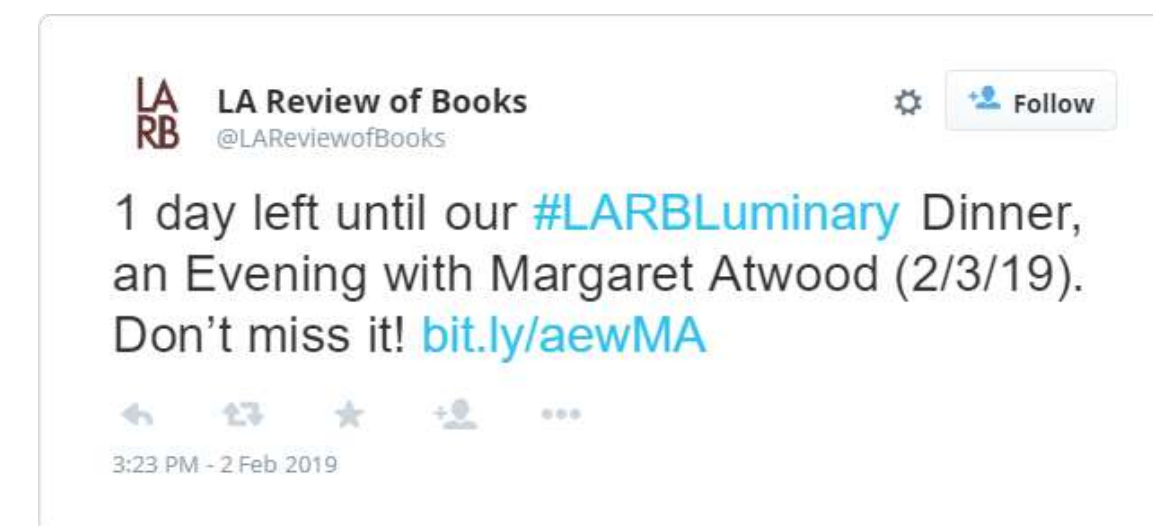 LA
RB
LA Review of Books
@LAReviewofBooks
Follow
1 day left until our #LARBLuminary Dinner,
an Evening with Margaret Atwood (2/3/19).
Don’t miss it! bit.ly/aewMA
3:23 PM - 2 Feb 2019